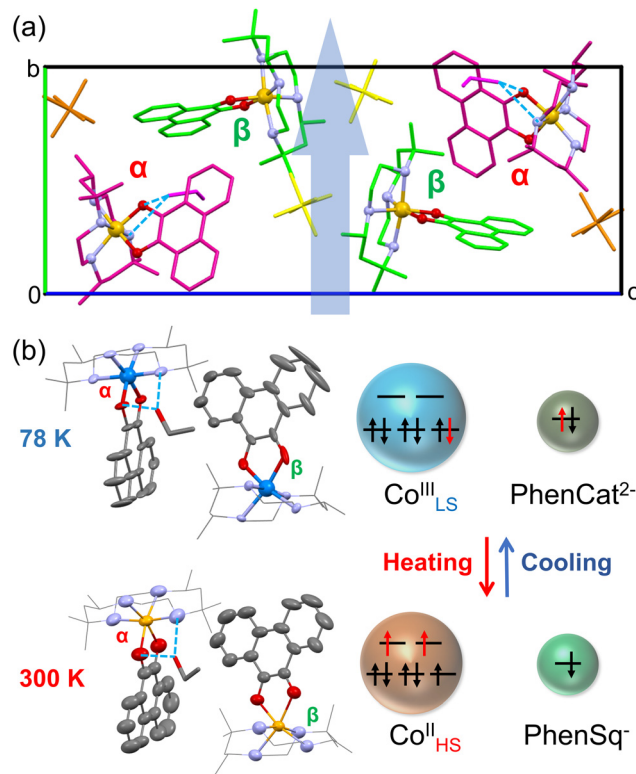 (a)
b
β
α
β
α
0
c
(b)
α
78 K
β
Co^III_LS
PhenCat^2-
Heating
Cooling
α
300 K
β
Co^II_HS
PhenSq^-